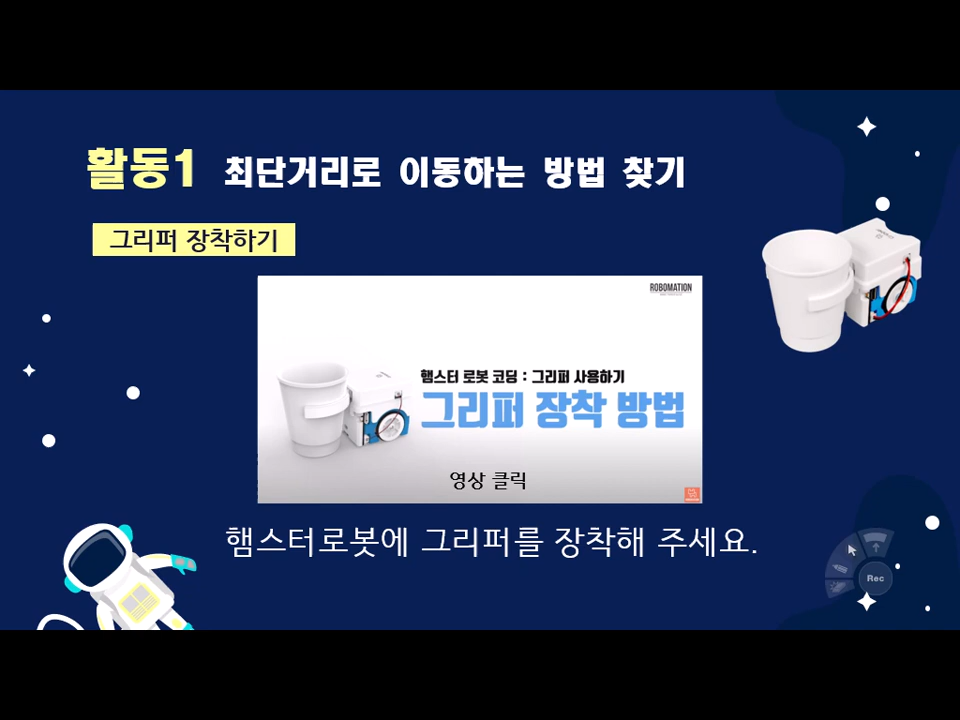 활동1 최단거리로 이동하는 방법 찾기
그리퍼 장착하기
ROBOMATION
햄스터 로봇 코딩 : 그리퍼 사용하기
그리퍼 장착 방법
영상 클릭
햄스터로봇에 그리퍼를 장착해 주세요.
Rec